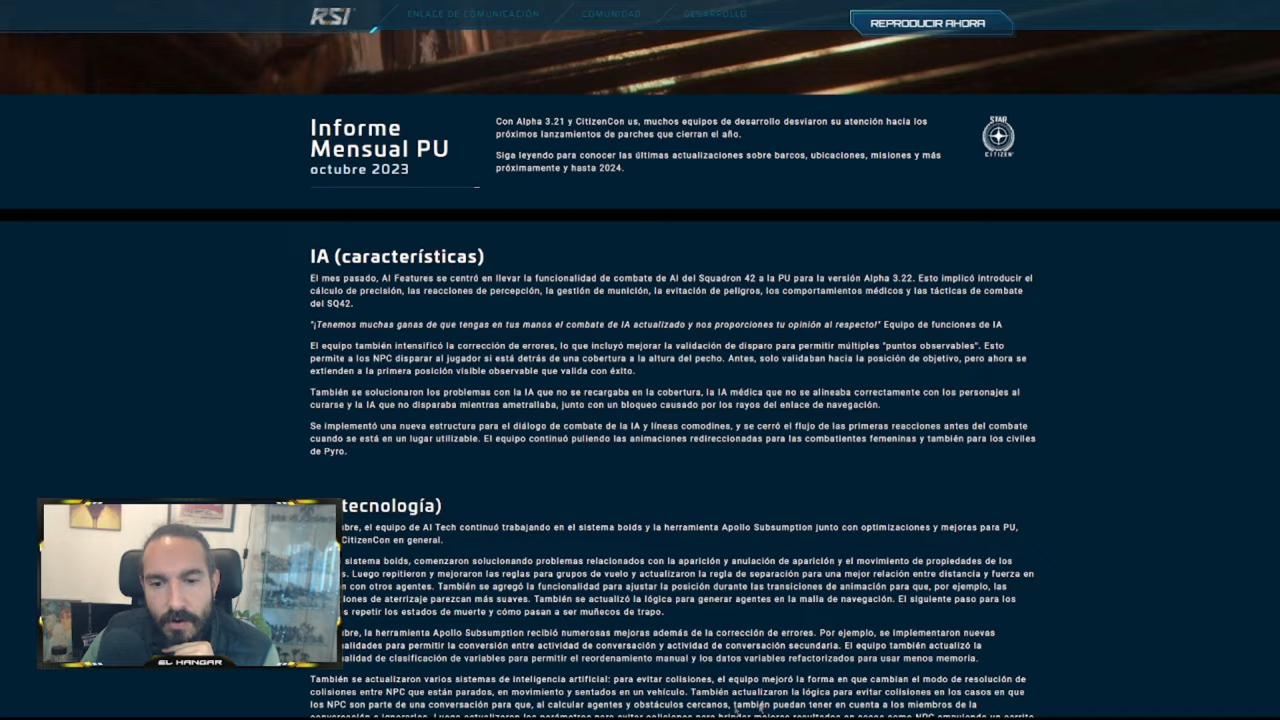 RSI
ENLACE DE COMUNICACIÓN
COMUNIDAD
DESARROLLO
REPRODUCIR AHORA
Informe
Mensual PU
octubre 2023
Con Alpha 3.21 y CitizenCon us, muchos equipos de desarrollo desviaron su atención hacia los
próximos lanzamientos de parches que cierran el año.
Siga leyendo para conocer las últimas actualizaciones sobre barcos, ubicaciones, misiones y más
próximamente y hasta 2024.
STAR
CITIZEN
IA (características)
El mes pasado, AI Features se centró en llevar la funcionalidad de combate de AI del Squadron 42 a la PU para la versión Alpha 3.22. Esto implicó introducir el
cálculo de precisión, las reacciones de percepción, la gestión de munición, la evitación de peligros, los comportamientos médicos y las tácticas de combate
del SQ42.
"¡Tenemos muchas ganas de que tengas en tus manos el combate de IA actualizado y nos proporciones tu opinión al respecto!" Equipo de funciones de IA
El equipo también intensificó la corrección de errores, lo que incluyó mejorar la validación de disparo para permitir múltiples "puntos observables". Esto
permite a los NPC disparar al jugador si está detrás de una cobertura a la altura del pecho. Antes, solo validaban hacia la posición de objetivo, pero ahora se
extienden a la primera posición visible observable que valida con éxito.
También se solucionaron los problemas con la IA que no se recargaba en la cobertura, la IA médica que no se alineaba correctamente con los personajes al
curarse y la IA que no disparaba mientras ametrallaba, junto con un bloqueo causado por los rayos del enlace de navegación.
Se implementó una nueva estructura para el diálogo de combate de la IA y líneas comodines, y se cerró el flujo de las primeras reacciones antes del combate
cuando se está en un lugar utilizable. El equipo continuó puliendo las animaciones redireccionadas para las combatientes femeninas y también para los civiles
de Pyro.
tecnología)
bre, el equipo de AI Tech continuó trabajando en el sistema boids y la herramienta Apollo Subsumption junto con optimizaciones y mejoras para PU,
CitizenCon en general.
sistema boids, comenzaron solucionando problemas relacionados con la aparición y anulación de aparición y el movimiento de propiedades de los
s. Luego repitieron y mejoraron las reglas para grupos de vuelo y actualizaron la regla de separación para una mejor relación entre distancia y fuerza en
n con otros agentes. También se agregó la funcionalidad para ajustar la posición durante las transiciones de animación para que, por ejemplo, las
iones de aterrizaje parezcan más suaves. También se actualizó la lógica para generar agentes en la malla de navegación. El siguiente paso para los
s repetir los estados de muerte y cómo pasan a ser muñecos de trapo.
bre, la herramienta Apollo Subsumption recibió numerosas mejoras además de la corrección de errores. Por ejemplo, se implementaron nuevas
nalidades para permitir la conversión entre actividad de conversación y actividad de conversación secundaria. El equipo también actualizó la
nalidad de clasificación de variables para permitir el reordenamiento manual y los datos variables refactorizados para usar menos memoria.
También se actualizaron varios sistemas de inteligencia artificial: para evitar colisiones, el equipo mejoró la forma en que cambian el modo de resolución de
colisiones entre NPC que están parados, en movimiento y sentados en un vehículo. También actualizaron la lógica para evitar colisiones en los casos en que
los NPC son parte de una conversación para que, al calcular agentes y obstáculos cercanos, también puedan tener en cuenta a los miembros de la
EL HANGAR